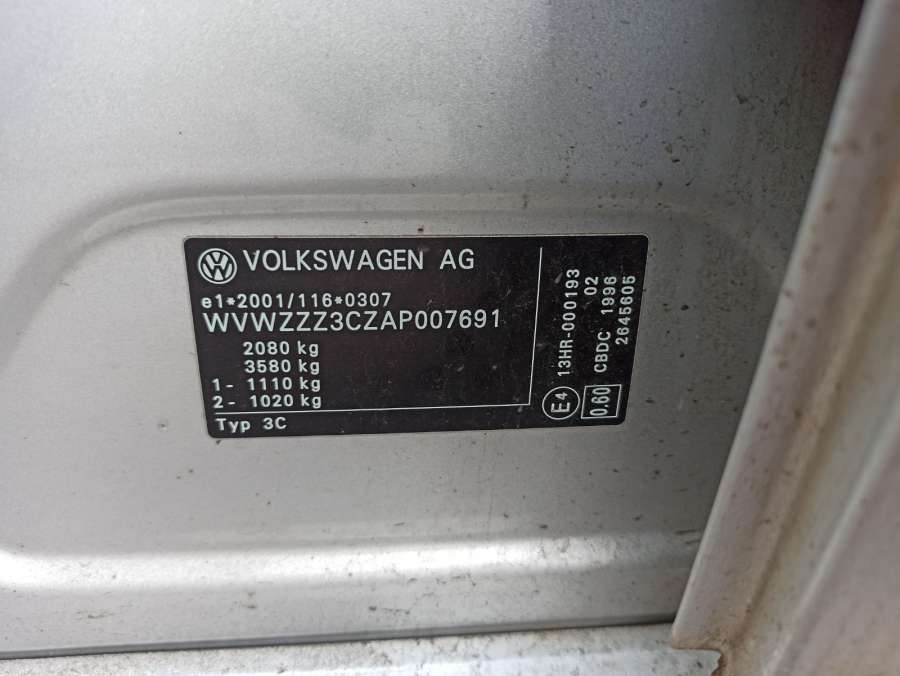 VOLKSWAGEN AG
e1*2001/116*0307
WVWZZZ3CZAP007691
2080 kg
3580 kg
1- 1110 kg
2- 1020 kg
Typ 3C
E4 13HR-000193
02
0.60 CBDC 1996
2645605